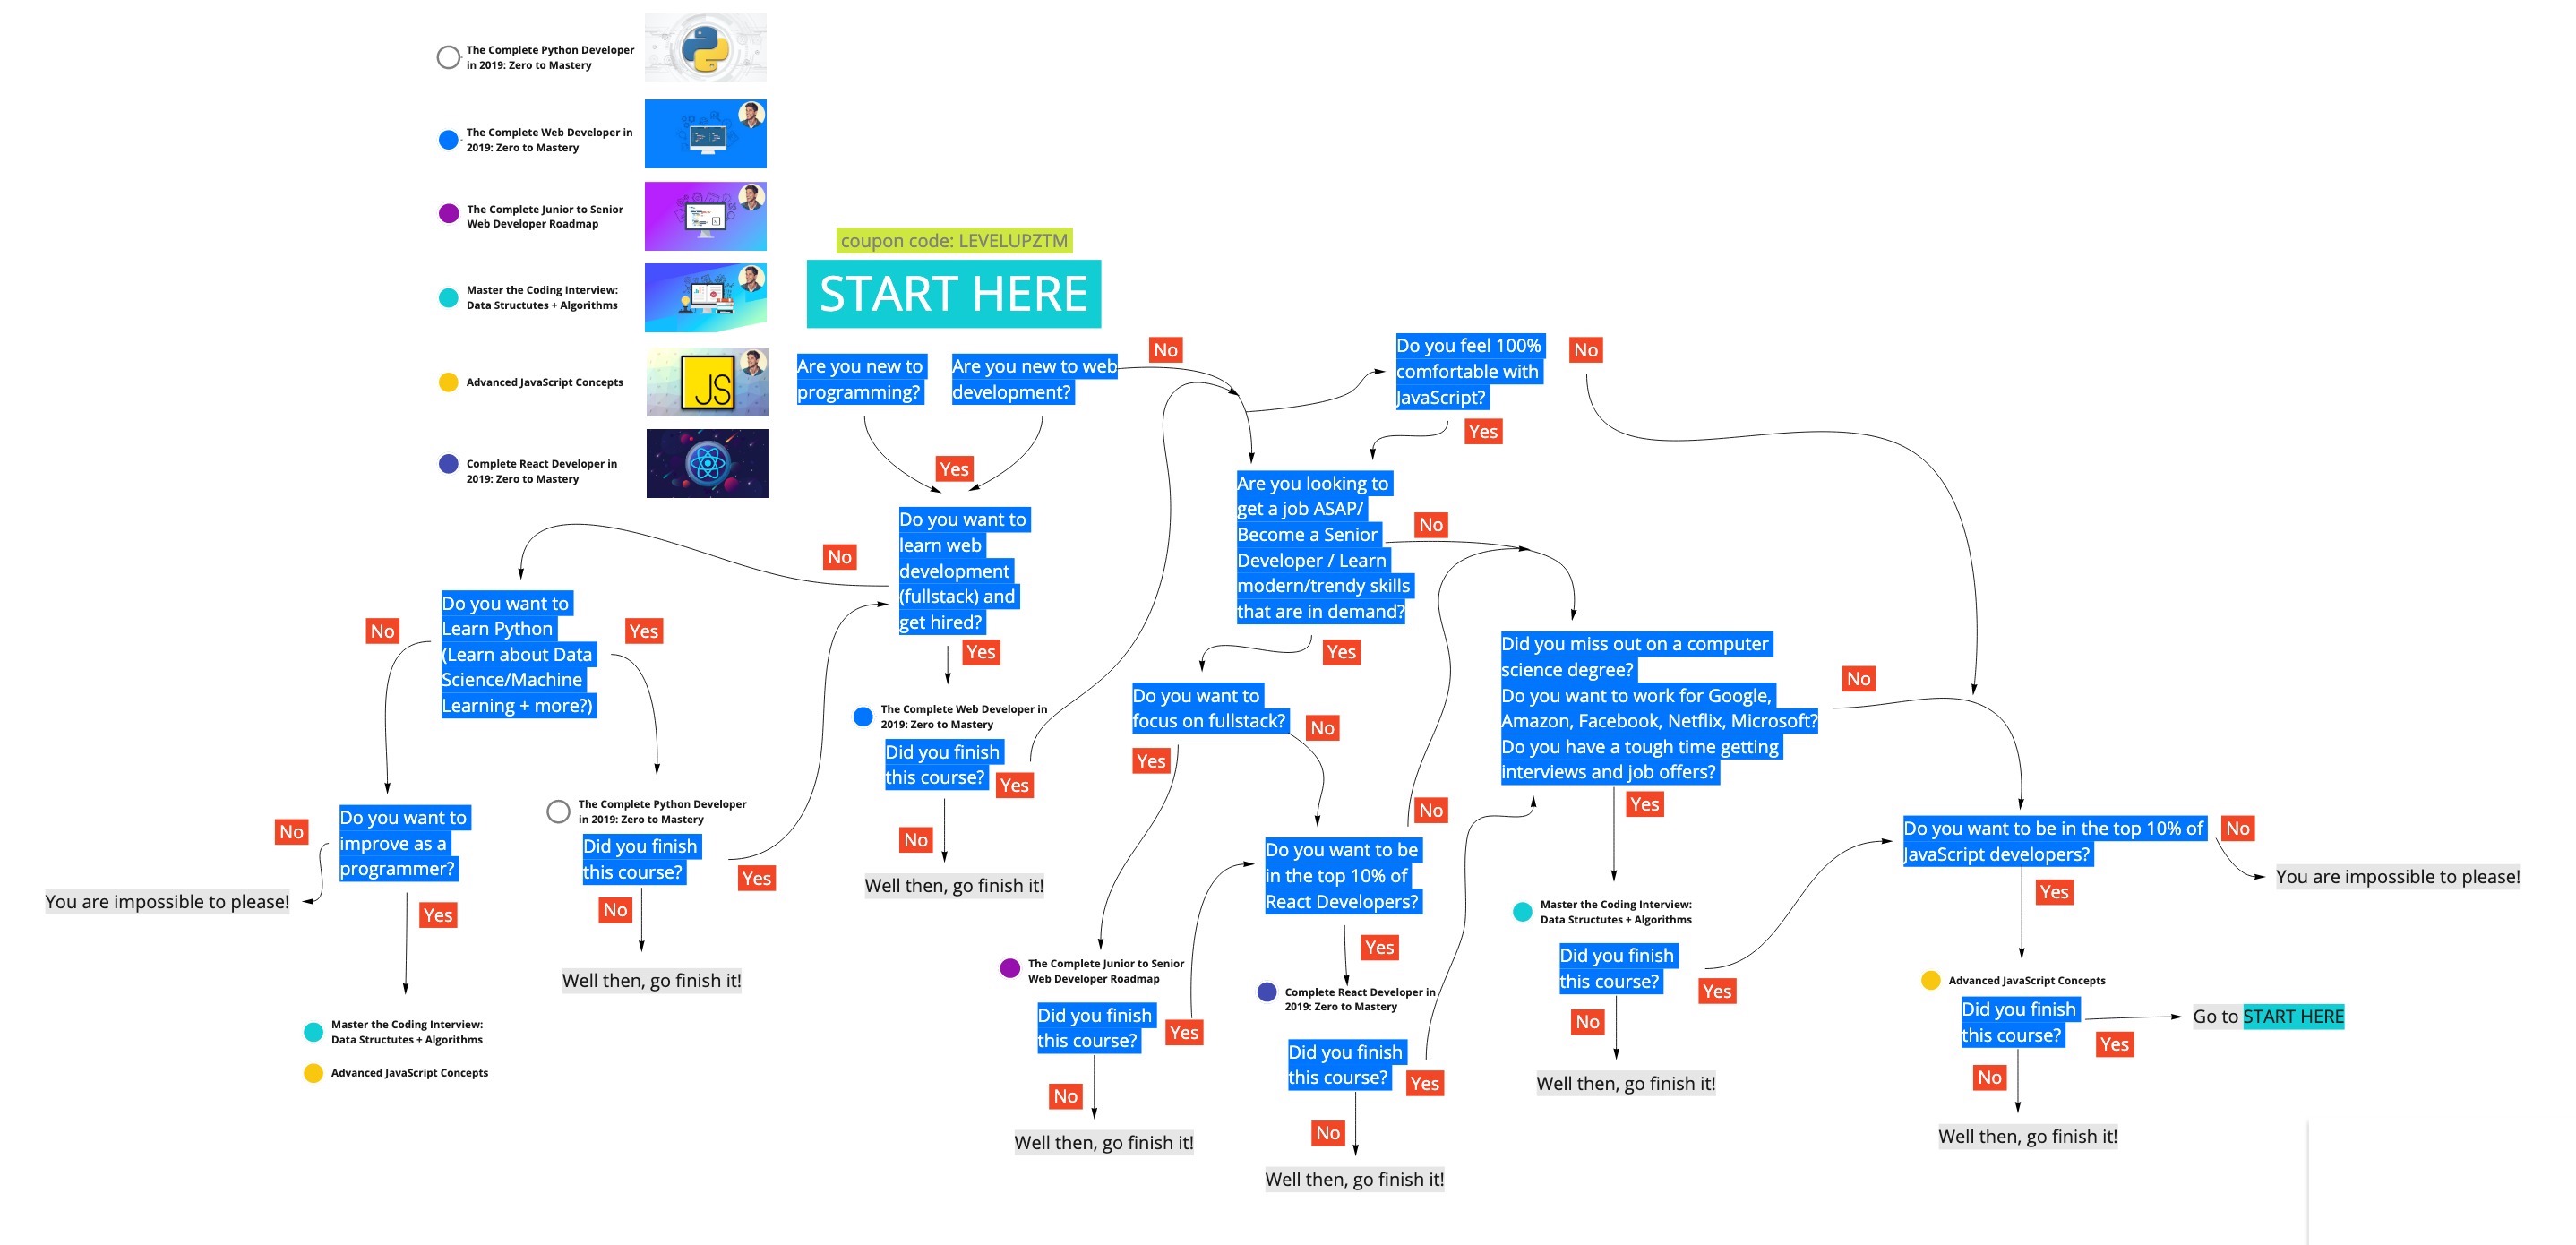 The Complete Python Developer
in 2019: Zero to Mastery
The Complete Web Developer in
2019: Zero to Mastery
The Complete Junior to Senior
Web Developer Roadmap
Master the Coding Interview:
Data Structutes + Algorithms
JS
Advanced JavaScript Concepts
Complete React Developer in
2019: Zero to Mastery
coupon code: LEVELUPZTM
START HERE
Are you new to
programming?
Are you new to web
development?
No
Yes
Do you feel 100%
comfortable with
JavaScript?
No
Yes
Do you want to
learn web
development
(fullstack) and
get hired?
No
Yes
Are you looking to
get a job ASAP/
Become a Senior
Developer / Learn
modern/trendy skills
that are in demand?
No
Yes
Do you want to
Learn Python
(Learn about Data
Science/Machine
Learning + more?)
No
Yes
Do you want to
improve as a
programmer?
No
You are impossible to please!
Yes
Master the Coding Interview:
Data Structutes + Algorithms
Advanced JavaScript Concepts
The Complete Python Developer
in 2019: Zero to Mastery
Did you finish
this course?
Yes
No
Well then, go finish it!
The Complete Web Developer in
2019: Zero to Mastery
Did you finish
this course?
Yes
No
Well then, go finish it!
Do you want to
focus on fullstack?
No
Yes
The Complete Junior to Senior
Web Developer Roadmap
Did you finish
this course?
Yes
No
Well then, go finish it!
Do you want to be
in the top 10% of
React Developers?
No
Yes
Complete React Developer in
2019: Zero to Mastery
Did you finish
this course?
Yes
No
Well then, go finish it!
Did you miss out on a computer
science degree?
Do you want to work for Google,
Amazon, Facebook, Netflix, Microsoft?
Do you have a tough time getting
interviews and job offers?
No
Yes
Master the Coding Interview:
Data Structutes + Algorithms
Did you finish
this course?
Yes
No
Well then, go finish it!
Do you want to be in the top 10% of
JavaScript developers?
No
You are impossible to please!
Yes
Advanced JavaScript Concepts
Did you finish
this course?
Yes
Go to START HERE
No
Well then, go finish it!